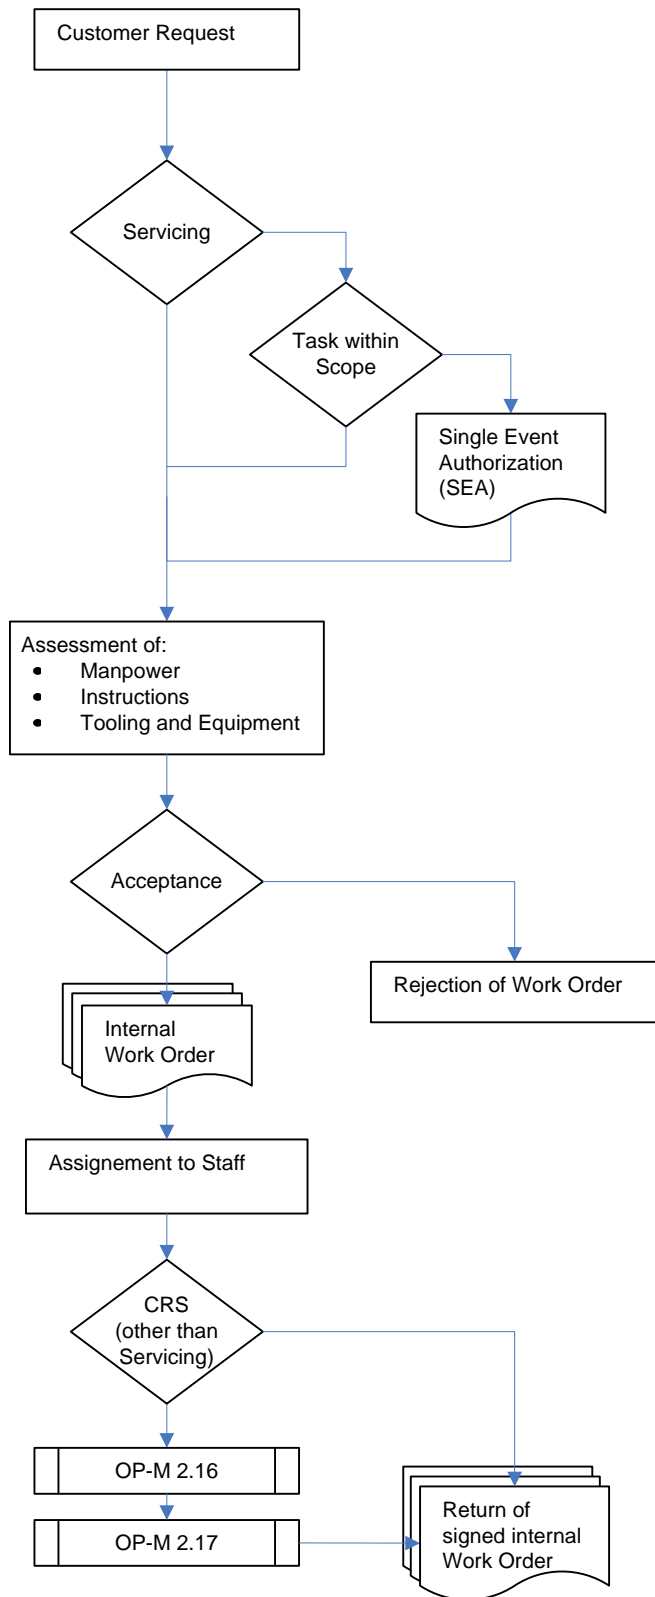 Customer Request
Servicing
Task within
Scope
Single Event
Authorization
(SEA)
Assessment of:
• Manpower
• Instructions
• Tooling and Equipment
Acceptance
Rejection of Work Order
Internal
Work Order
Assignement to Staff
CRS
(other than
Servicing)
OP-M 2.16
OP-M 2.17
Return of
signed internal
Work Order